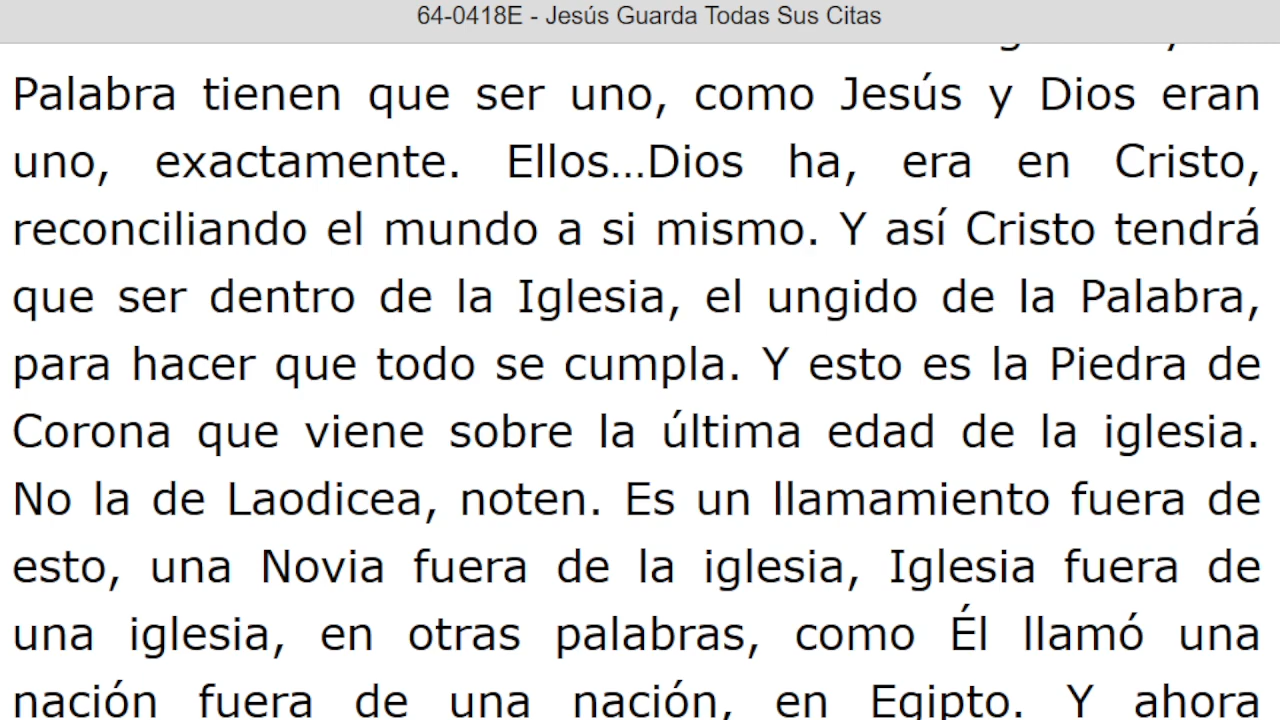 64-0418E - Jesús Guarda Todas Sus Citas
Palabra tienen que ser uno, como Jesús y Dios eran
uno, exactamente. Ellos...Dios ha, era en Cristo,
reconciliando el mundo a si mismo. Y así Cristo tendrá
que ser dentro de la Iglesia, el ungido de la Palabra,
para hacer que todo se cumpla. Y esto es la Piedra de
Corona que viene sobre la última edad de la iglesia.
No la de Laodicea, noten. Es un llamamiento fuera de
esto, una Novia fuera de la iglesia, Iglesia fuera de
una iglesia, en otras palabras, como Él llamó una
nación fuera de una nación, en Egipto. Y ahora